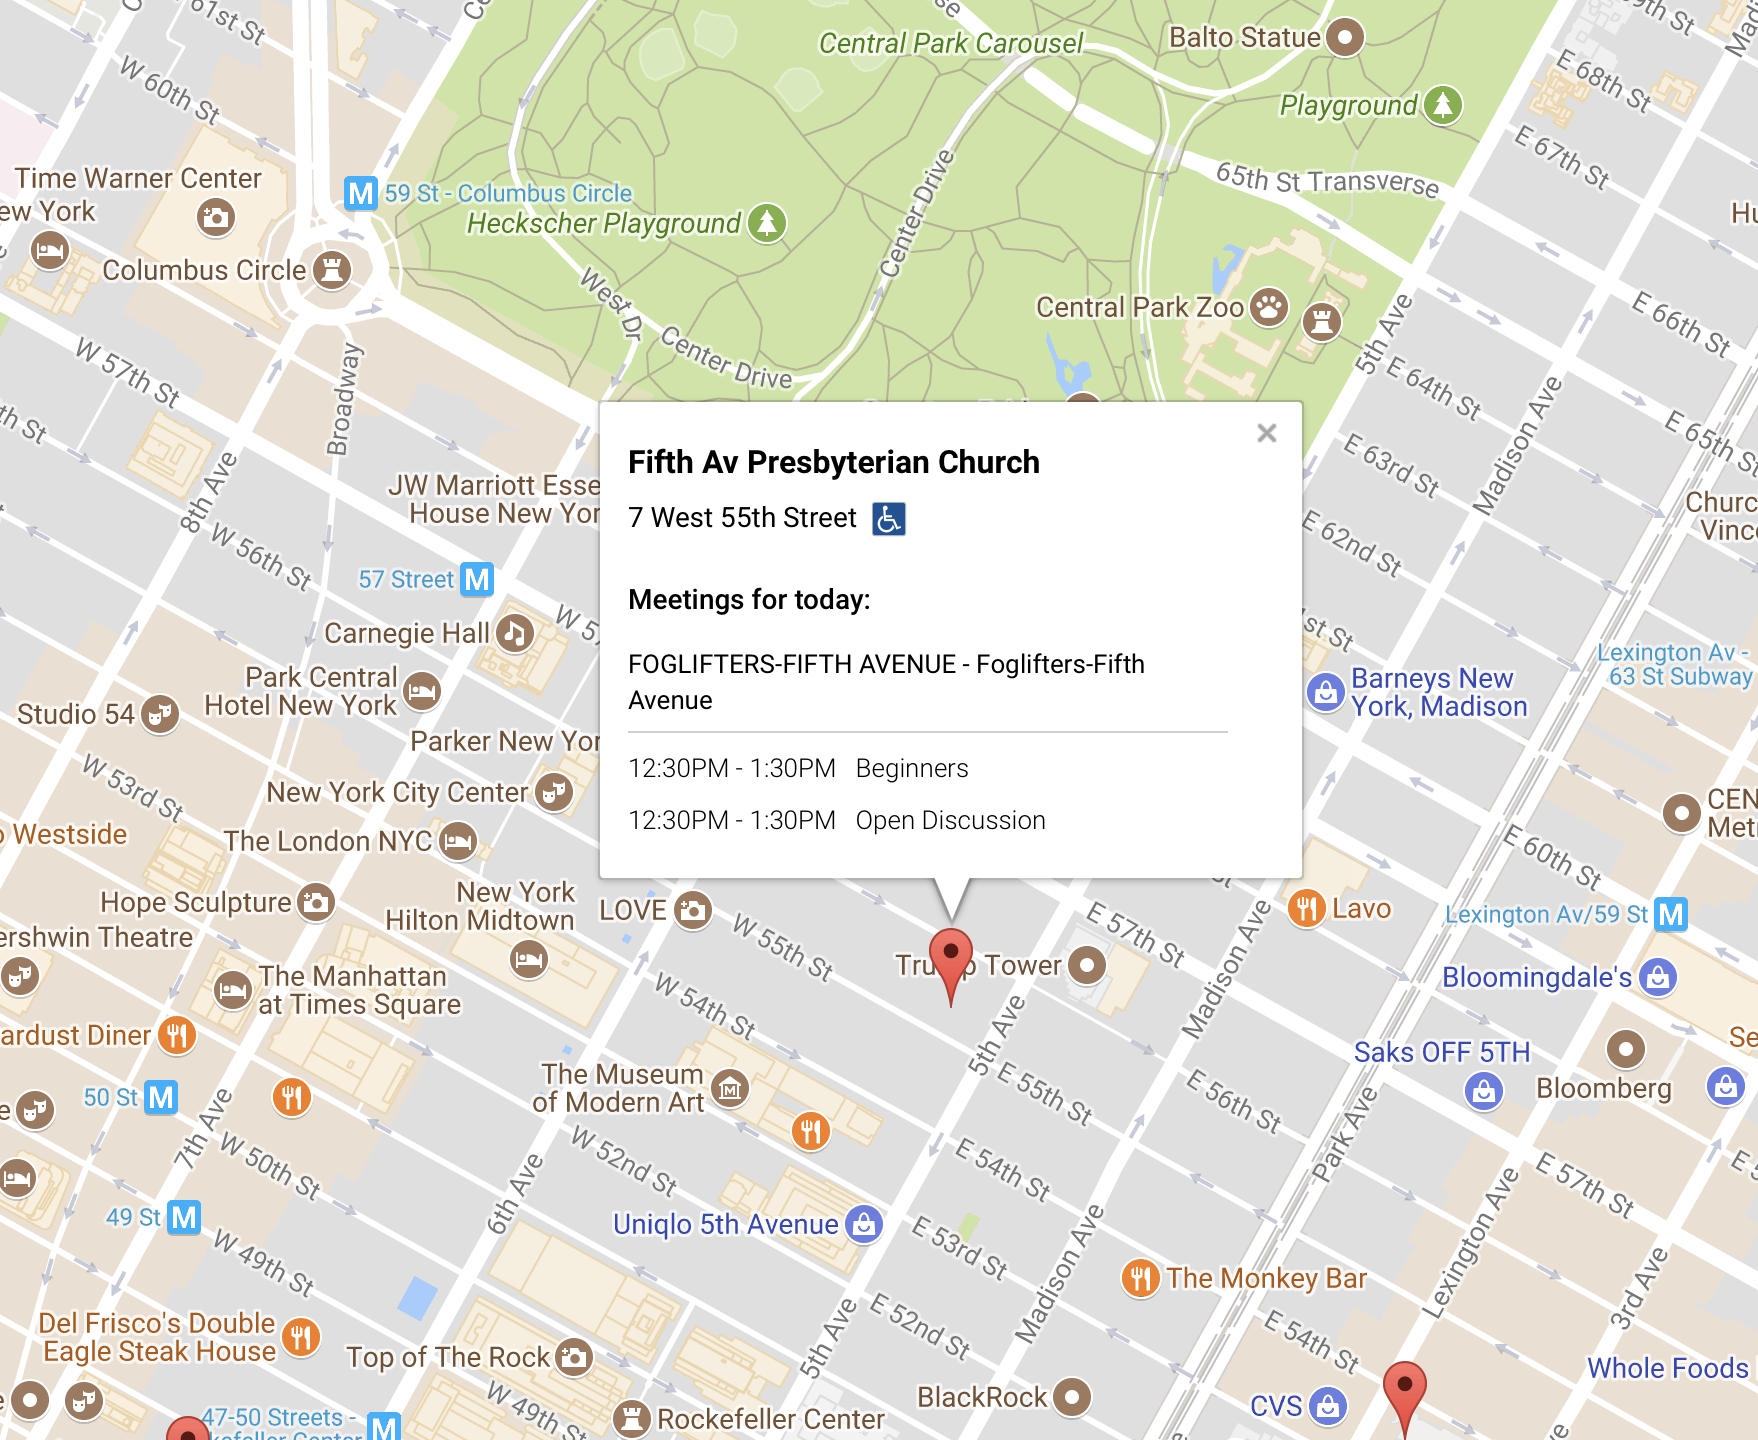 61st St
W 60th St
Central Park Carousel
Balto Statue
Playground
E 68th St
E 67th St
Time Warner Center
ew York
59 St - Columbus Circle
Heckscher Playground
Columbus Circle
Center Drive
65th St Transverse
West Dr
Center Drive
Central Park Zoo
5th Ave
E 66th St
W 57th St
Broadway
8th Ave
E 64th St
E 65th St
E 63rd St
Madison Ave
E 62nd St
JW Marriott Esse
House New Yor
Churc
Vince
Fifth Av Presbyterian Church
7 West 55th Street
Meetings for today:
FOGLIFTERS-FIFTH AVENUE - Foglifters-Fifth
Avenue
12:30PM - 1:30PM Beginners
12:30PM - 1:30PM Open Discussion
W 56th St
57 Street
W 57
1st St
Carnegie Hall
Park Central
Hotel New York
Studio 54
Parker New Yor
Lexington Av -
63 St Subway
Barneys New
York, Madison
W 53rd St
New York City Center
o Westside
The London NYC
CEN
Met
E 60th St
Hope Sculpture
New York
Hilton Midtown
LOVE
Lavo
Lexington Av/59 St
ershwin Theatre
W 55th St
E 57th St
Madison Ave
The Manhattan
at Times Square
W 54th St
Tru p Tower
Bloomingdale's
ardust Diner
5th Ave
Saks OFF 5TH
Se
Bloomberg
50 St
The Museum
of Modern Art
E 55th St
E 56th St
7th Ave
W 50th St
W 52nd St
6th Ave
E 54th St
Park Ave
E 57th St
49 St
W 49th St
Uniqlo 5th Avenue
E 53rd St
Madison Ave
Lexington Ave
3rd Ave
The Monkey Bar
Del Frisco's Double
Eagle Steak House
Top of The Rock
5th Ave
E 52nd St
E 54th St
W 49th St
BlackRock
CVS
Whole Foods
47-50 Streets -
kefeller Center
Rockefeller Center